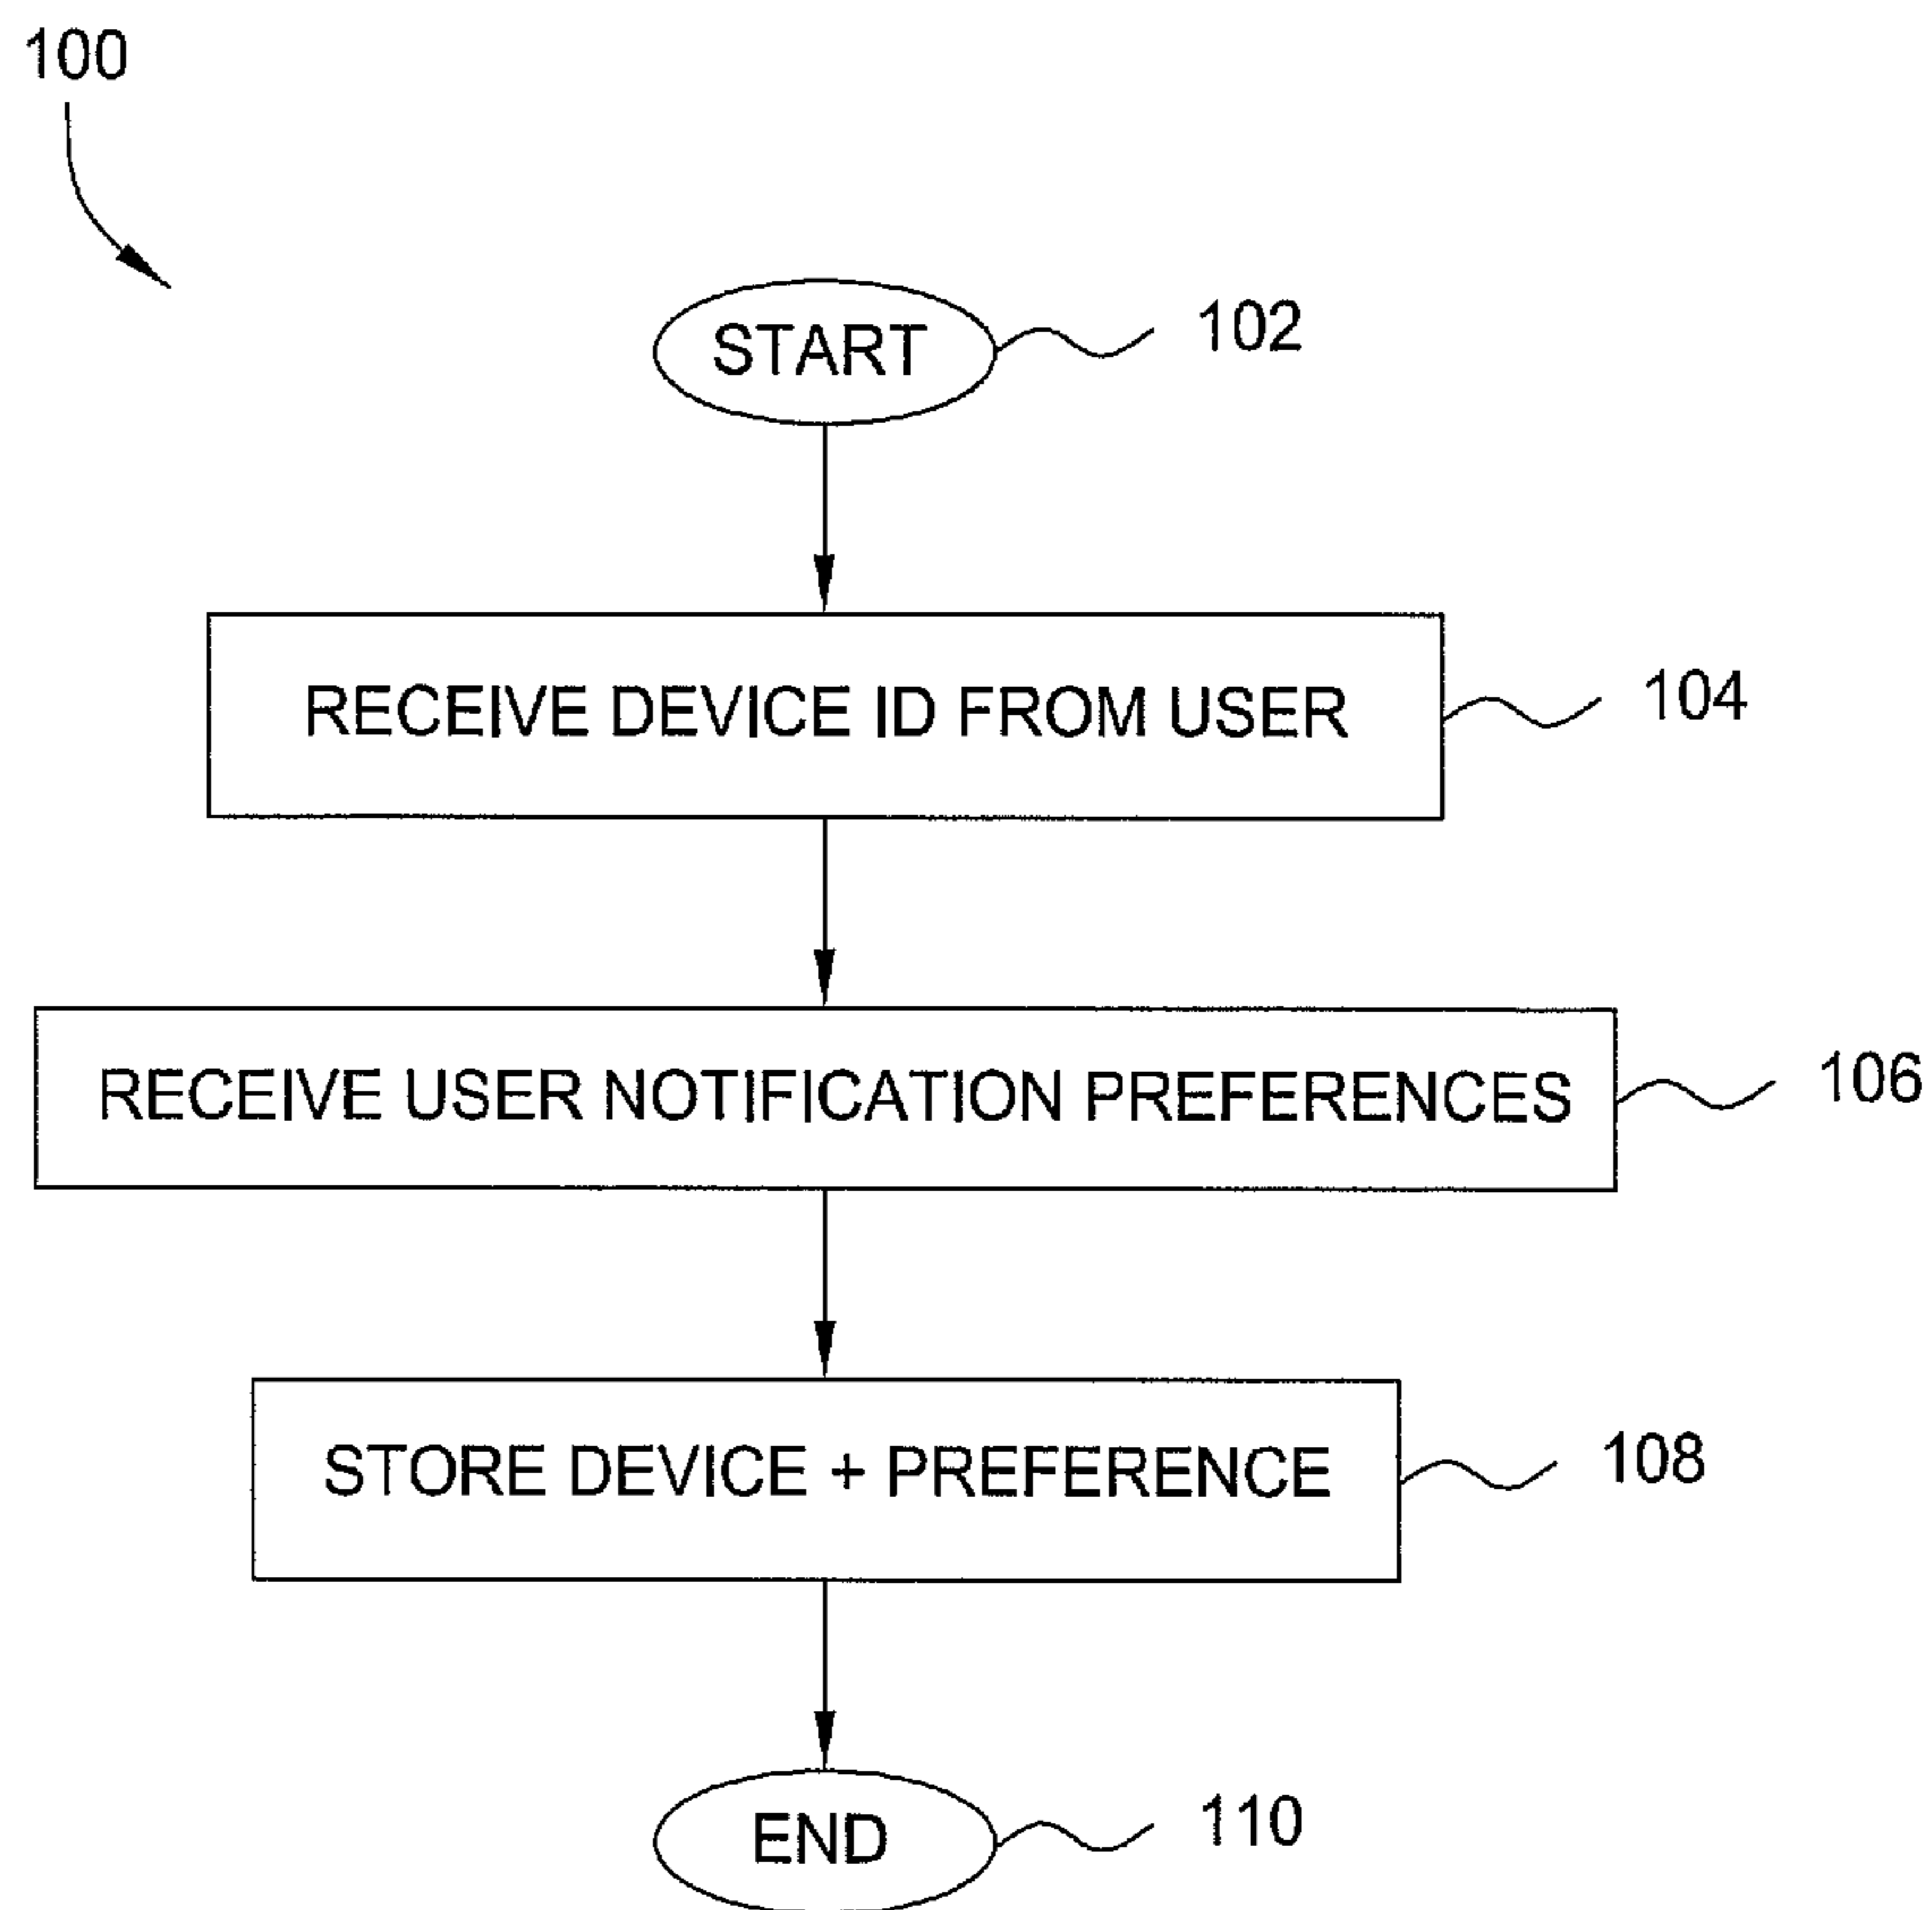 100
START
102
RECEIVE DEVICE ID FROM USER
104
RECEIVE USER NOTIFICATION PREFERENCES
106
STORE DEVICE + PREFERENCE
108
END
110